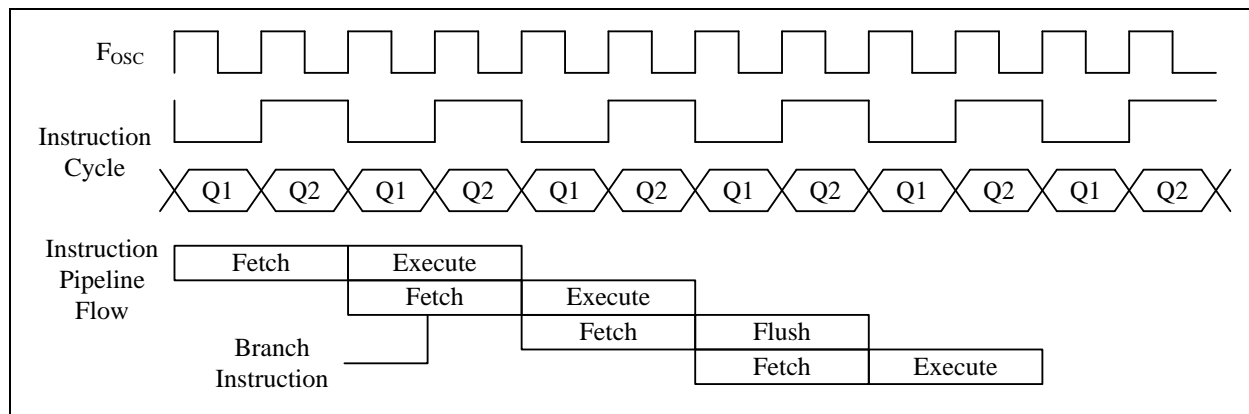 FOSC
Instruction
Cycle
Q1 Q2 Q1 Q2 Q1 Q2 Q1 Q2 Q1 Q2 Q1 Q2
Instruction
Pipeline
Flow
Fetch Execute
Fetch Execute
Fetch Flush
Fetch Execute
Branch
Instruction